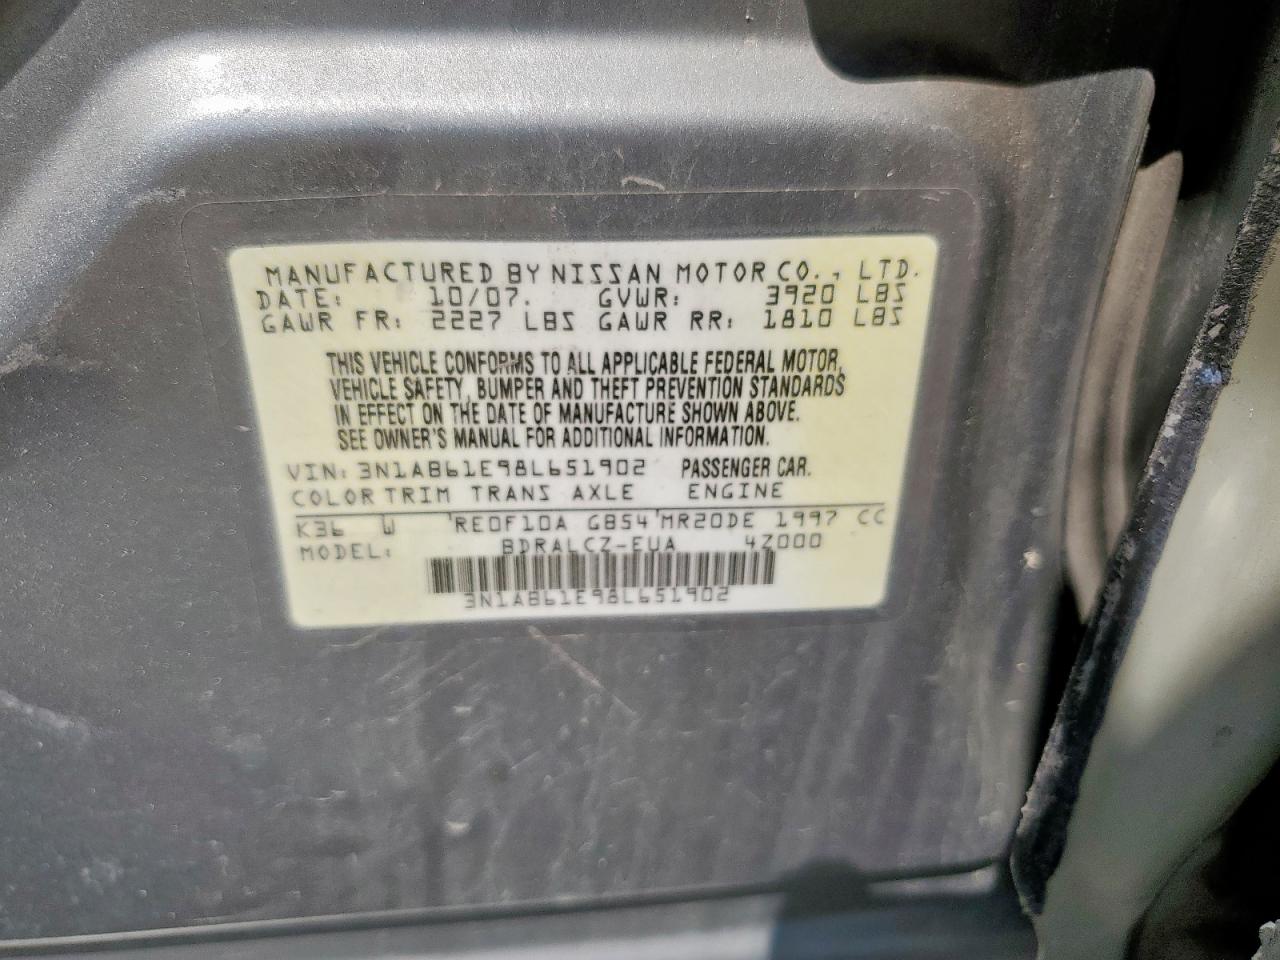 MANUFACTURED BY NISSAN MOTOR CO., LTD.
DATE: 10/07. GVWR: 3920 LBS
GAWR FR: 2227 LBS GAWR RR: 1810 LBS
THIS VEHICLE CONFORMS TO ALL APPLICABLE FEDERAL MOTOR,
VEHICLE SAFETY, BUMPER AND THEFT PREVENTION STANDARDS
IN EFFECT ON THE DATE OF MANUFACTURE SHOWN ABOVE.
SEE OWNER'S MANUAL FOR ADDITIONAL INFORMATION.
VIN: 3N1AB61E98L651902 PASSENGER CAR.
COLOR TRIM TRANS AXLE ENGINE
K36 W RE0F10A GB54 MR20DE 1997 CC
MODEL: BDRALCZ-EUA 4Z000
3N1AB61E98L651902